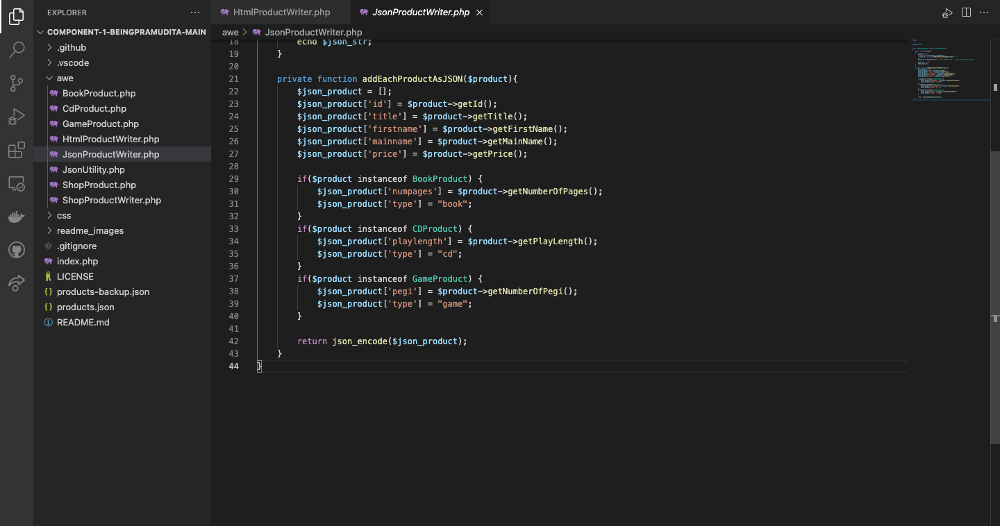 EXPLORER
COMPONENT-1-BEINGPRAMUDITA-MAIN
.github
.vscode
awe
BookProduct.php
CdProduct.php
GameProduct.php
HtmlProductWriter.php
JsonProductWriter.php
JsonUtility.php
ShopProduct.php
ShopProductWriter.php
css
readme_images
.gitignore
index.php
LICENSE
products-backup.json
products.json
README.md
HtmlProductWriter.php
JsonProductWriter.php
awe > JsonProductWriter.php
18 echo $json_str;
19 }
20
21 private function addEachProductAsJSON($product){
22 $json_product = [];
23 $json_product['id'] = $product->getId();
24 $json_product['title'] = $product->getTitle();
25 $json_product['firstname'] = $product->getFirstName();
26 $json_product['mainname'] = $product->getMainName();
27 $json_product['price'] = $product->getPrice();
28
29 if($product instanceof BookProduct) {
30 $json_product['numpages'] = $product->getNumberOfPages();
31 $json_product['type'] = "book";
32 }
33 if($product instanceof CDProduct) {
34 $json_product['playlength'] = $product->getPlayLength();
35 $json_product['type'] = "cd";
36 }
37 if($product instanceof GameProduct) {
38 $json_product['pegi'] = $product->getNumberOfPegi();
39 $json_product['type'] = "game";
40 }
41
42 return json_encode($json_product);
43 }
44 }